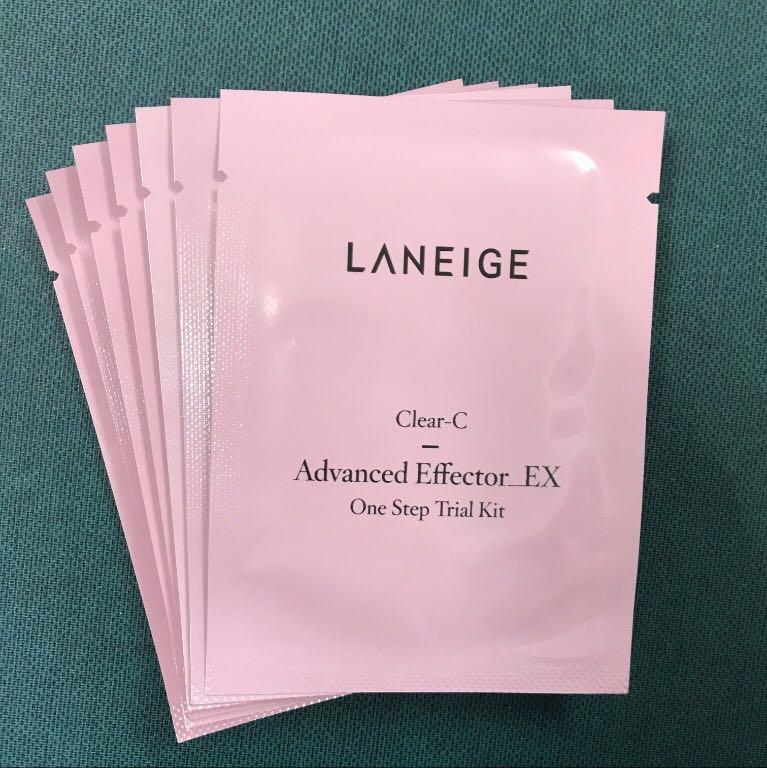 LANEIGE
Clear-C
Advanced Effector_EX
One Step Trial Kit